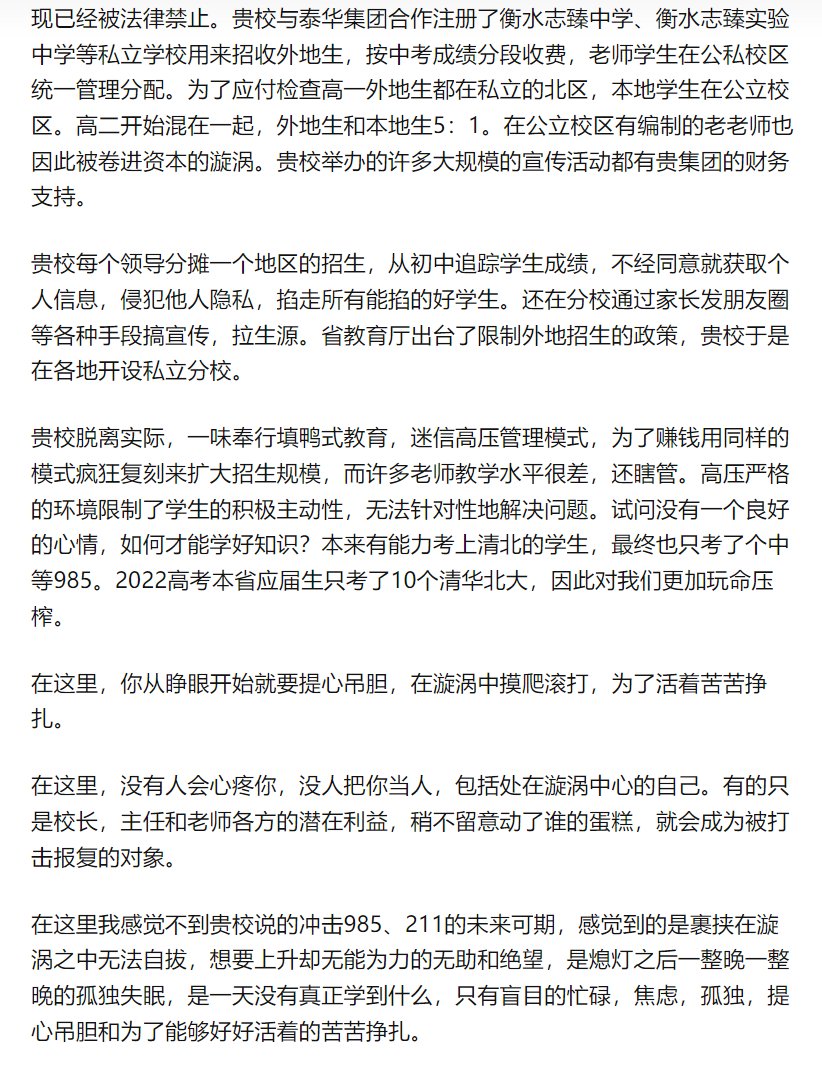 现已经被法律禁止。贵校与泰华集团合作注册了衡水志臻中学、衡水志臻实验
中学等私立学校用来招收外地生，按中考成绩分段收费，老师学生在公私校区
统一管理分配。为了应付检查高一外地生都在私立的北区，本地学生在公立校
区。高二开始混在一起，外地生和本地生5：1。在公立校区有编制的老老师也
因此被卷进资本的漩涡。贵校举办的许多大规模的宣传活动都有贵集团的财务
支持。
贵校每个领导分摊一个地区的招生，从初中追踪学生成绩，不经同意就获取个
人信息，侵犯他人隐私，掐走所有能掐的好学生。还在分校通过家长发朋友圈
等各种手段搞宣传，拉生源。省教育厅出台了限制外地招生的政策，贵校于是
在各地开设私立分校。
贵校脱离实际，一味奉行填鸭式教育，迷信高压管理模式，为了赚钱用同样的
模式疯狂复刻来扩大招生规模，而许多老师教学水平很差，还瞎管。高压严格
的环境限制了学生的积极主动性，无法针对性地解决问题。试问没有一个良好
的心情，如何才能学好知识？本来有能力考上清北的学生，最终也只考了个中
等985。2022高考本省应届生只考了10个清华北大，因此对我们更加玩命压
榨。
在这里，你从睁眼开始就要提心吊胆，在漩涡中摸爬滚打，为了活着苦苦挣
扎。
在这里，没有人会心疼你，没人把你当人，包括处在漩涡中心的自己。有的只
是校长，主任和老师各方的潜在利益，稍不留意动了谁的蛋糕，就会成为被打
击报复的对象。
在这里我感觉不到贵校说的冲击985、211的未来可期，感觉到的是裹挟在漩
涡之中无法自拔，想要上升却无能为力的无助和绝望，是熄灯之后一整晚一整
晚的孤独失眠，是一天没有真正学到什么，只有盲目的忙碌，焦虑，孤独，提
心吊胆和为了能够好好活着的苦苦挣扎。